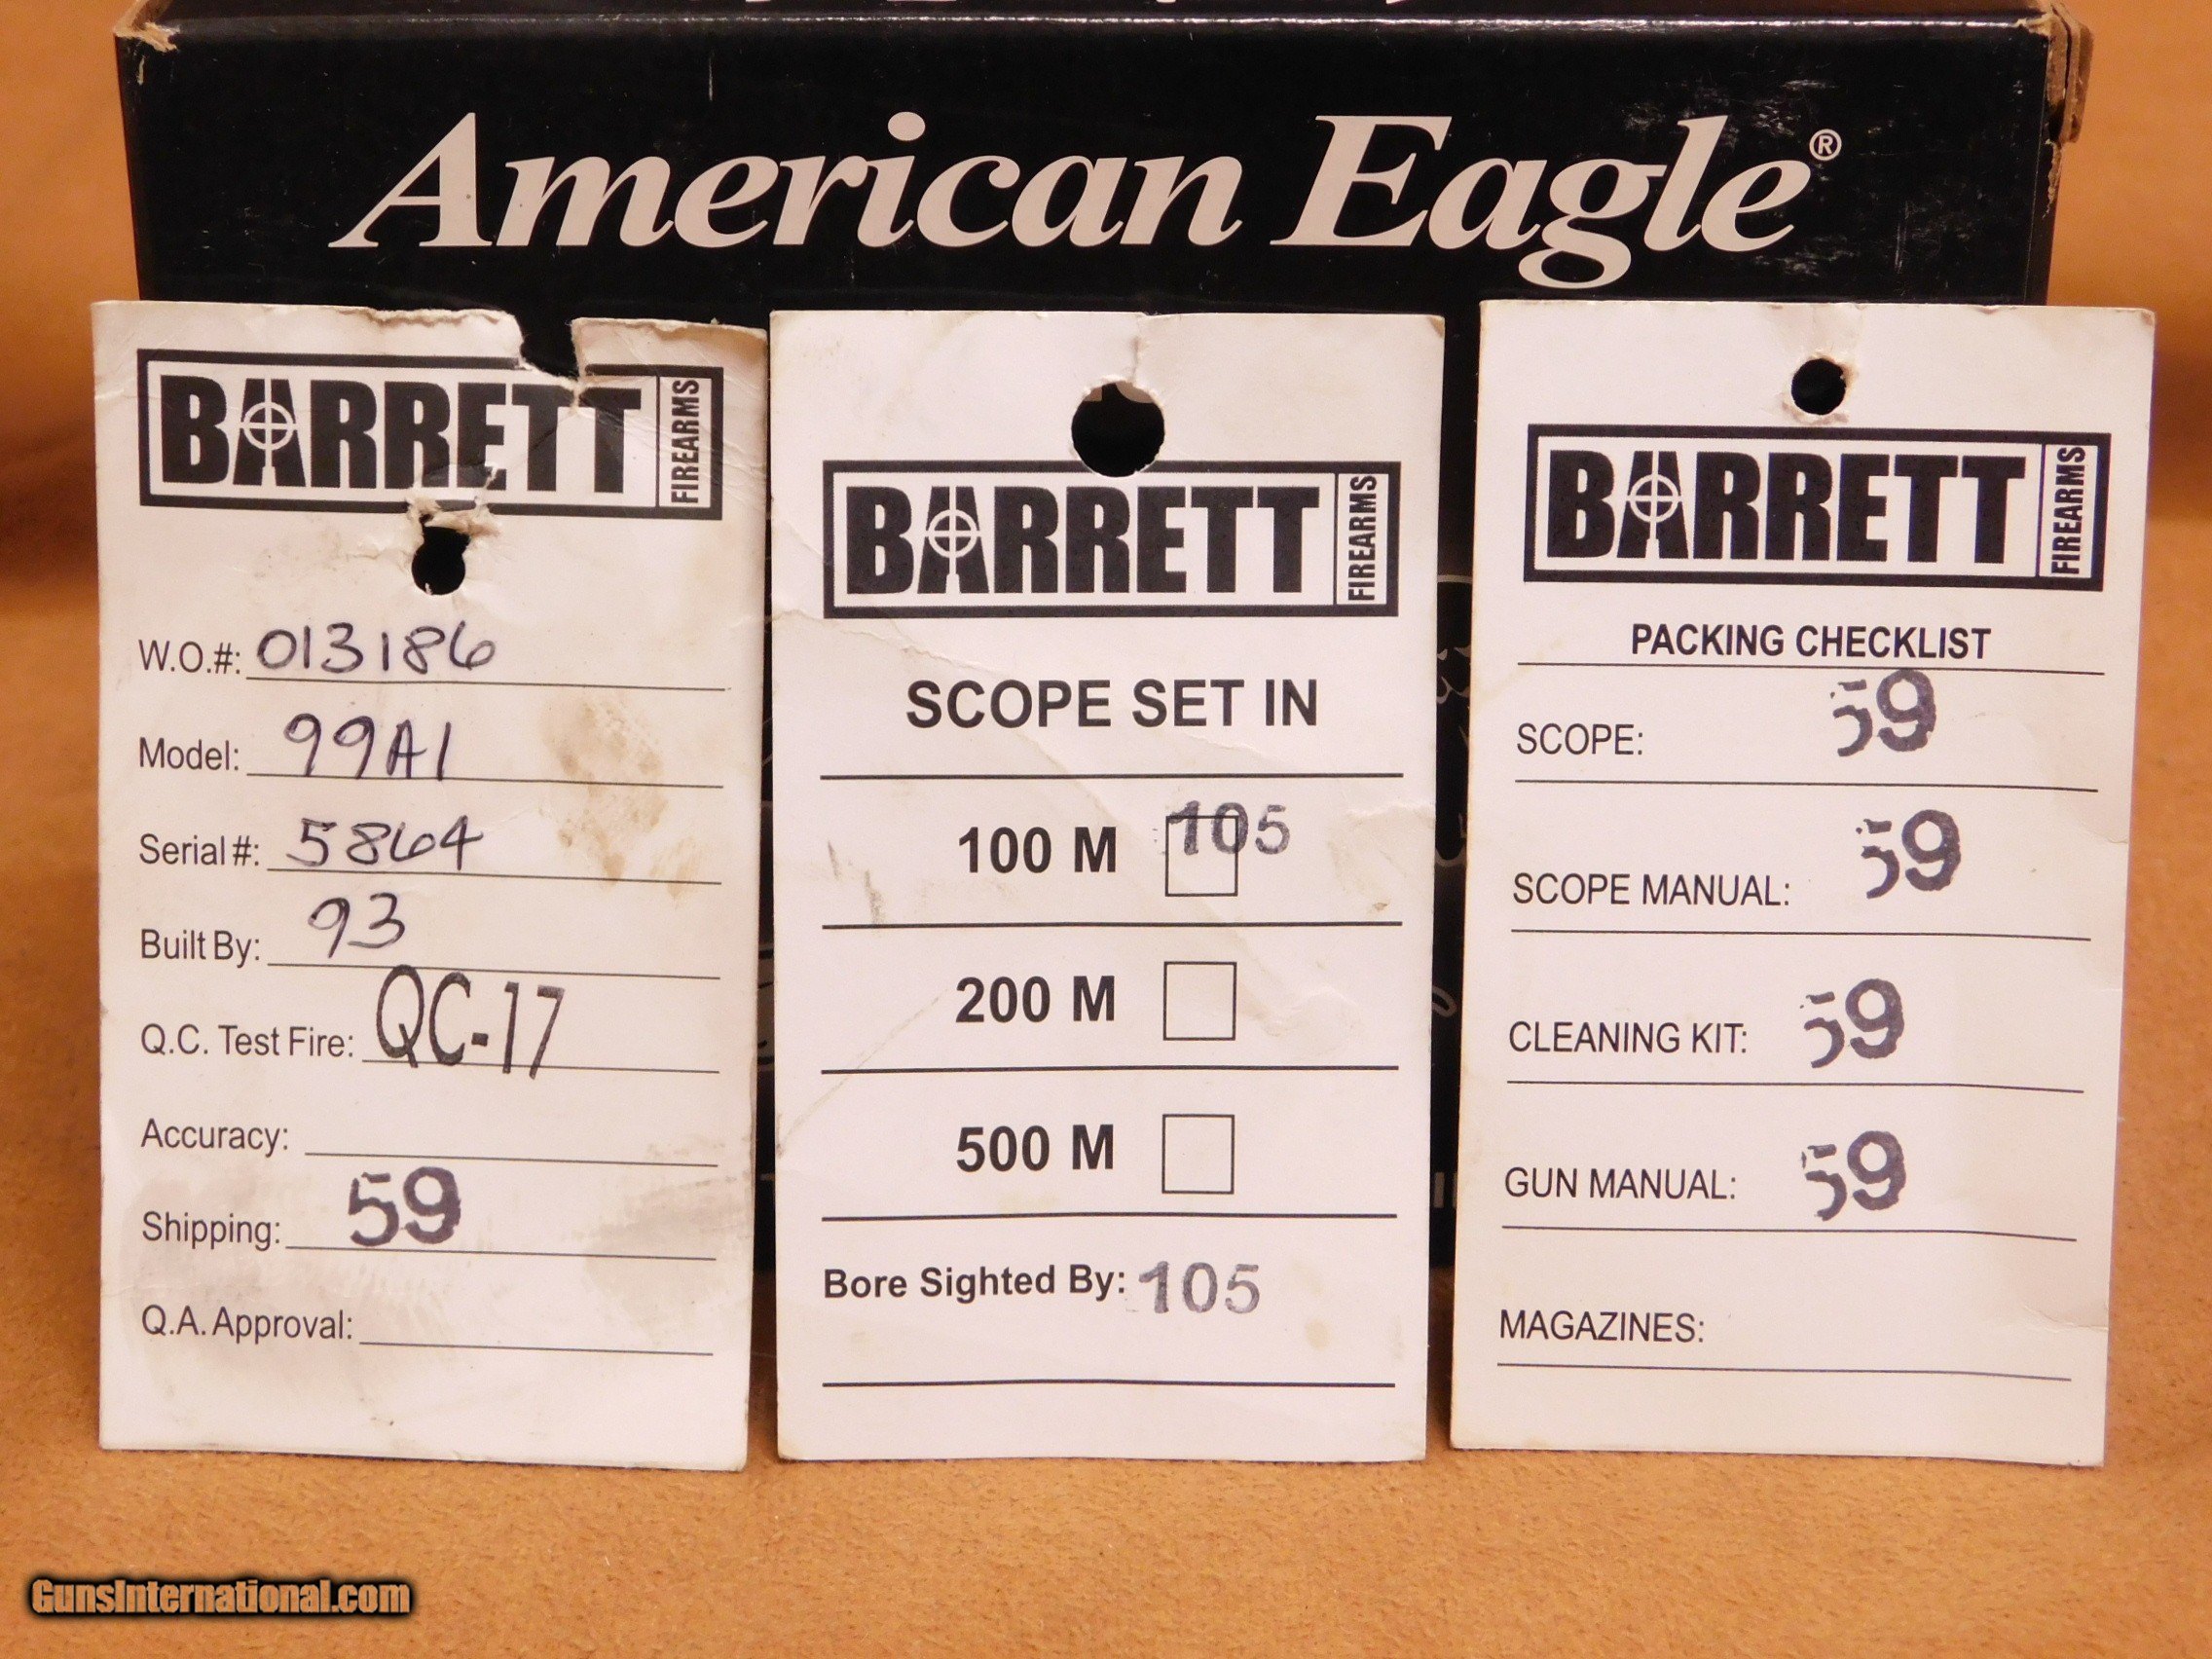 American Eagle®
BARRETT FIREARMS
W.O.#: 013186
Model: 99A1
Serial #: 5864
Built By: 93
Q.C. Test Fire: QC-17
Accuracy:
Shipping: 59
Q.A. Approval:
BARRETT FIREARMS
SCOPE SET IN
100 M 105
200 M
500 M
Bore Sighted By: 105
BARRETT FIREARMS
PACKING CHECKLIST
SCOPE: 59
SCOPE MANUAL: 59
CLEANING KIT: 59
GUN MANUAL: 59
MAGAZINES:
GunsInternational.com